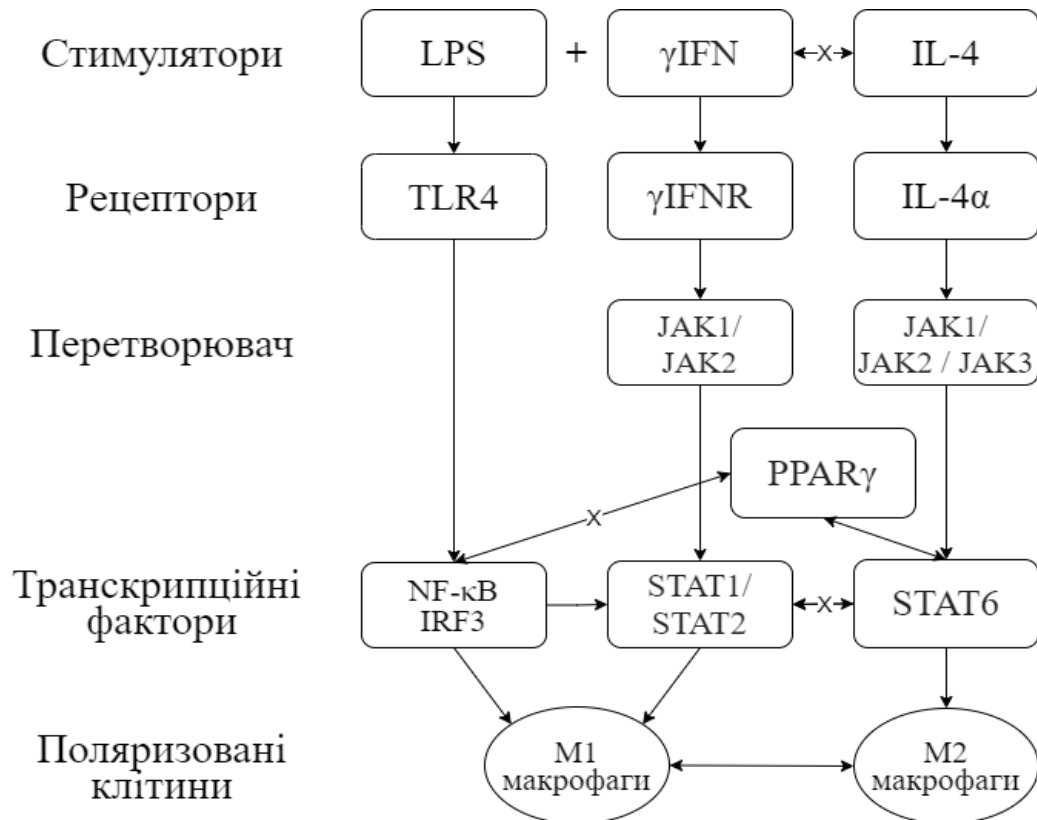 Стимулятори
LPS
+
γIFN
X
IL-4
Рецептори
TLR4
γIFNR
IL-4α
Перетворювач
JAK1/
JAK2
JAK1/
JAK2 / JAK3
PPARγ
X
Транскрипційні
фактори
NF-κB
IRF3
STAT1/
STAT2
X
STAT6
Поляризовані
клітини
M1
макрофаги
M2
макрофаги